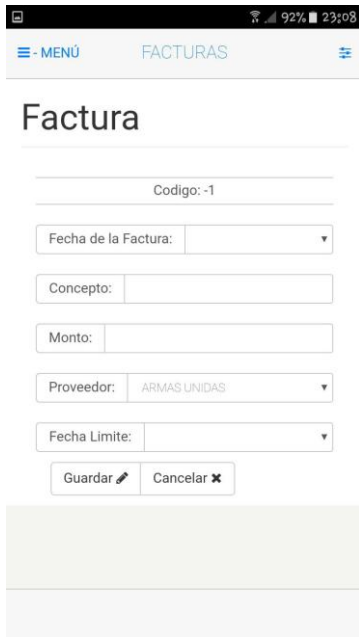 92% 23:08
- MENÚ FACTURAS
Factura
Codigo: -1
Fecha de la Factura:
Concepto:
Monto:
Proveedor: ARMAS UNIDAS
Fecha Limite:
Guardar Cancelar